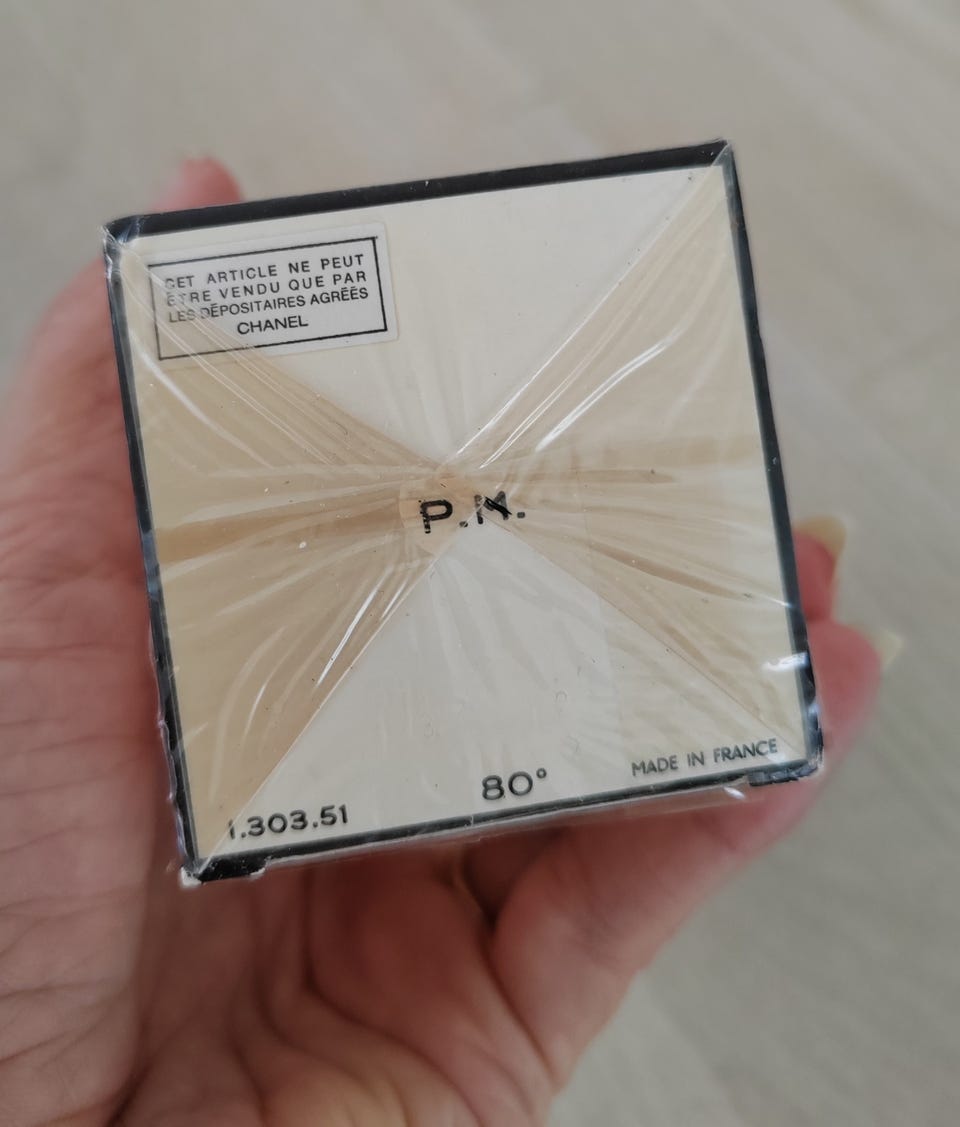 CET ARTICLE NE PEUT
ÊTRE VENDU QUE PAR
LES DÉPOSITAIRES AGRÉÉS
CHANEL
P.M.
1.303.51
80°
MADE IN FRANCE